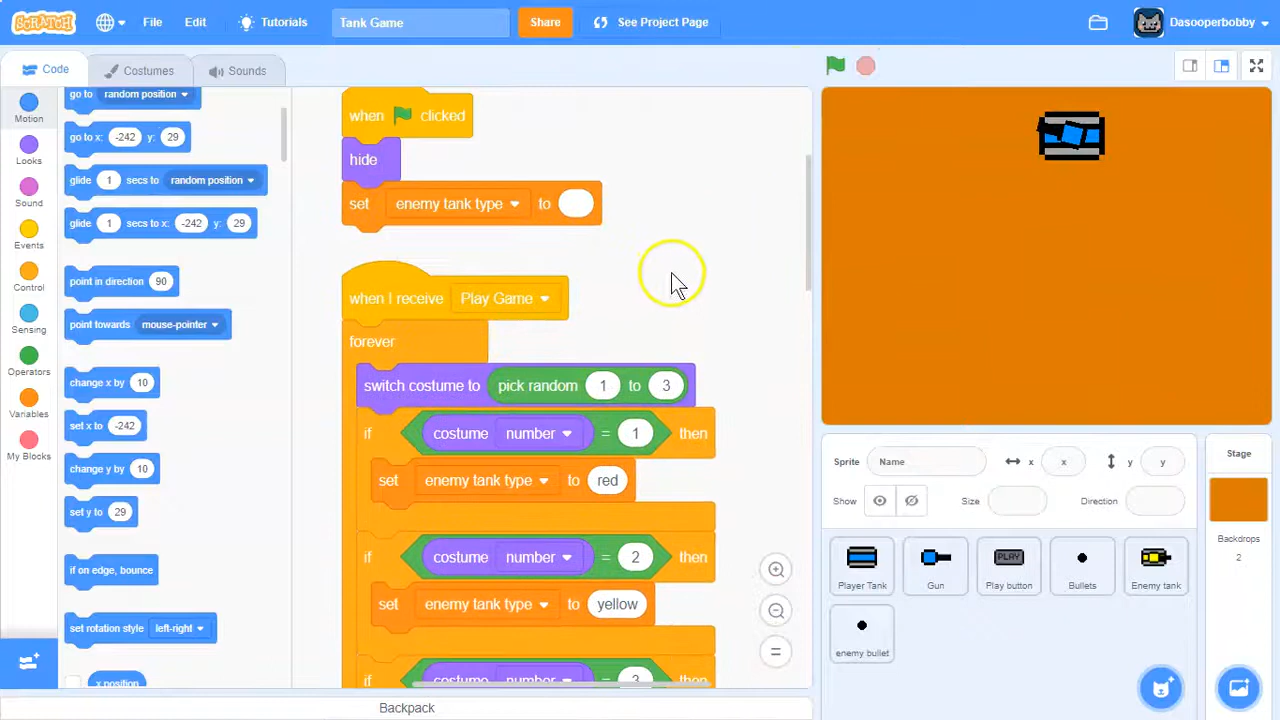 SCRATCH File Edit Tutorials Tank Game Share See Project Page Dasooperbobby
Code Costumes Sounds
Motion
Looks
Sound
Events
Control
Sensing
Operators
Variables
My Blocks
go to random position
go to x: -242 y: 29
glide 1 secs to random position
glide 1 secs to x: -242 y: 29
point in direction 90
point towards mouse-pointer
change x by 10
set x to -242
change y by 10
set y to 29
if on edge, bounce
set rotation style left-right
x position
when clicked
hide
set enemy tank type to
when I receive Play Game
forever
switch costume to pick random 1 to 3
if costume number = 1 then
set enemy tank type to red
if costume number = 2 then
set enemy tank type to yellow
if costume number = 3 then
Backpack
Sprite Name x x y y
Show Size Direction
Player Tank Gun Play button Bullets Enemy tank
enemy bullet
PLAY
Stage
Backdrops
2